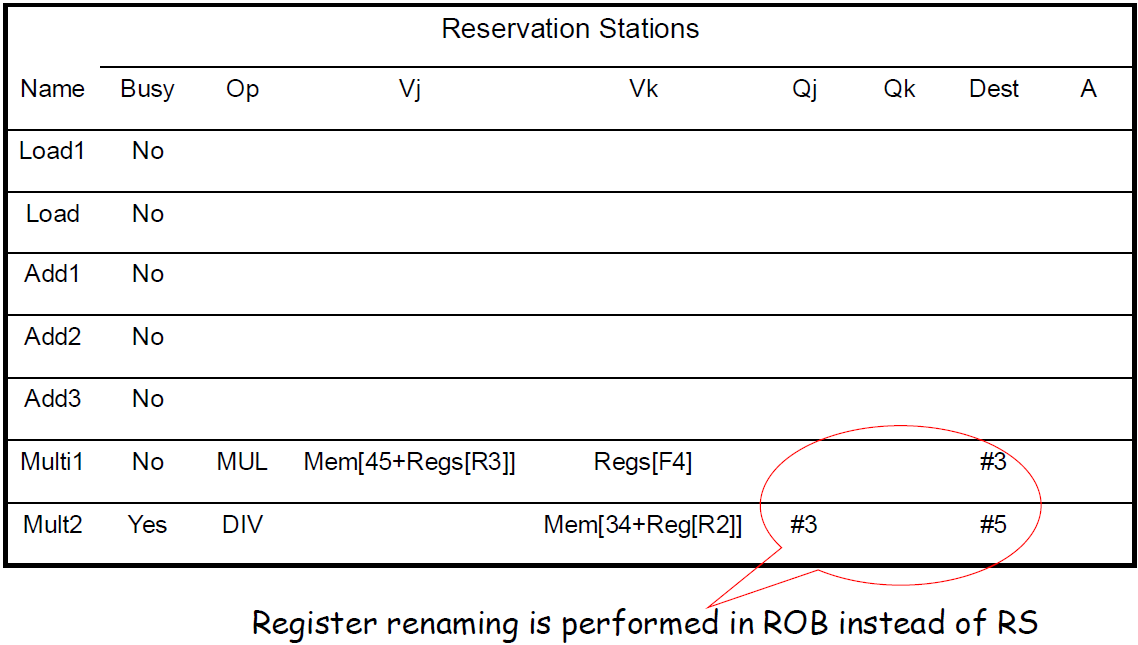 Reservation Stations
Name Busy Op Vj Vk Qj Qk Dest A
Load1 No
Load No
Add1 No
Add2 No
Add3 No
Multi1 No MUL Mem[45+Regs[R3]] Regs[F4] #3
Mult2 Yes DIV Mem[34+Reg[R2]] #3 #5
Register renaming is performed in ROB instead of RS